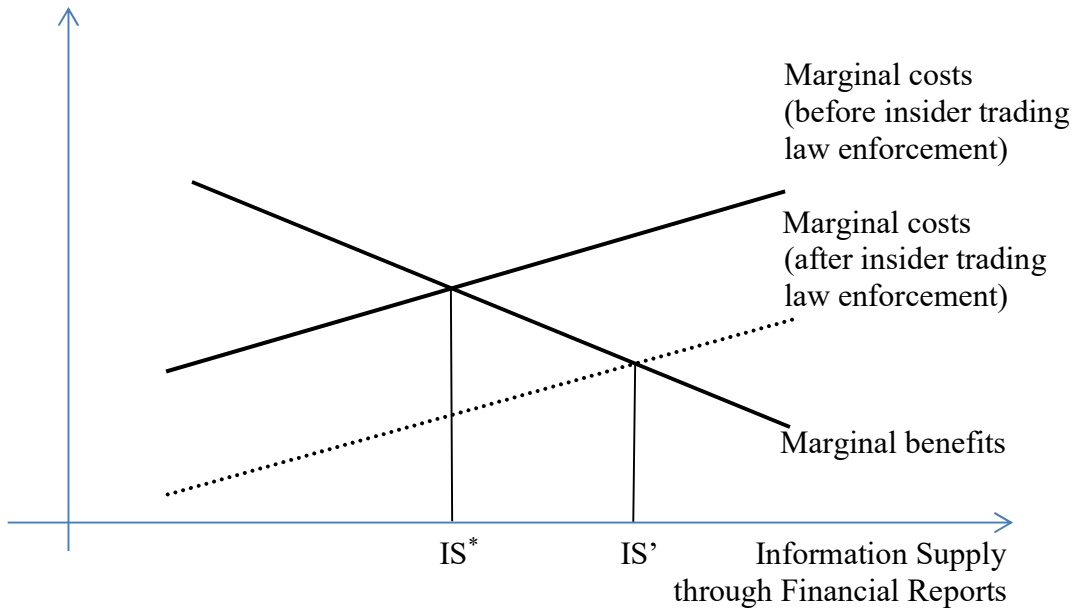 Marginal costs
(before insider trading
law enforcement)
Marginal costs
(after insider trading
law enforcement)
Marginal benefits
IS*
IS’
Information Supply
through Financial Reports